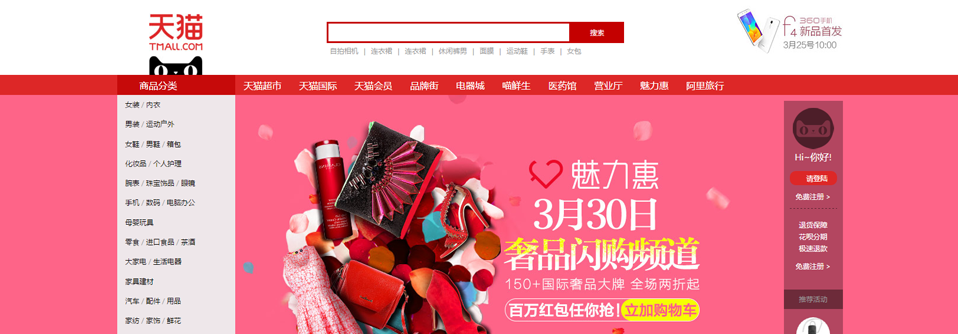 天猫
TMALL.COM
搜索
自拍相机 | 连衣裙 | 连衣裙 | 休闲裤男 | 面膜 | 运动鞋 | 手表 | 女包
f4 360手机
新品首发
3月25号10:00
商品分类
天猫超市 天猫国际 天猫会员 品牌街 电器城 喵鲜生 医药馆 营业厅 魅力惠 阿里旅行
女装 / 内衣
男装 / 运动户外
女鞋 / 男鞋 / 箱包
化妆品 / 个人护理
腕表 / 珠宝饰品 / 眼镜
手机 / 数码 / 电脑办公
母婴玩具
零食 / 进口食品 / 茶酒
大家电 / 生活电器
家具建材
汽车 / 配件 / 用品
家纺 / 家饰 / 鲜花
魅力惠
3月30日
奢品闪购频道
150+国际奢品大牌 全场两折起
百万红包任你抢!立即加购物车
Hi~你好!
请登陆
免费注册 >
退货保障
花呗分期
极速退款
免费注册 >
推荐活动